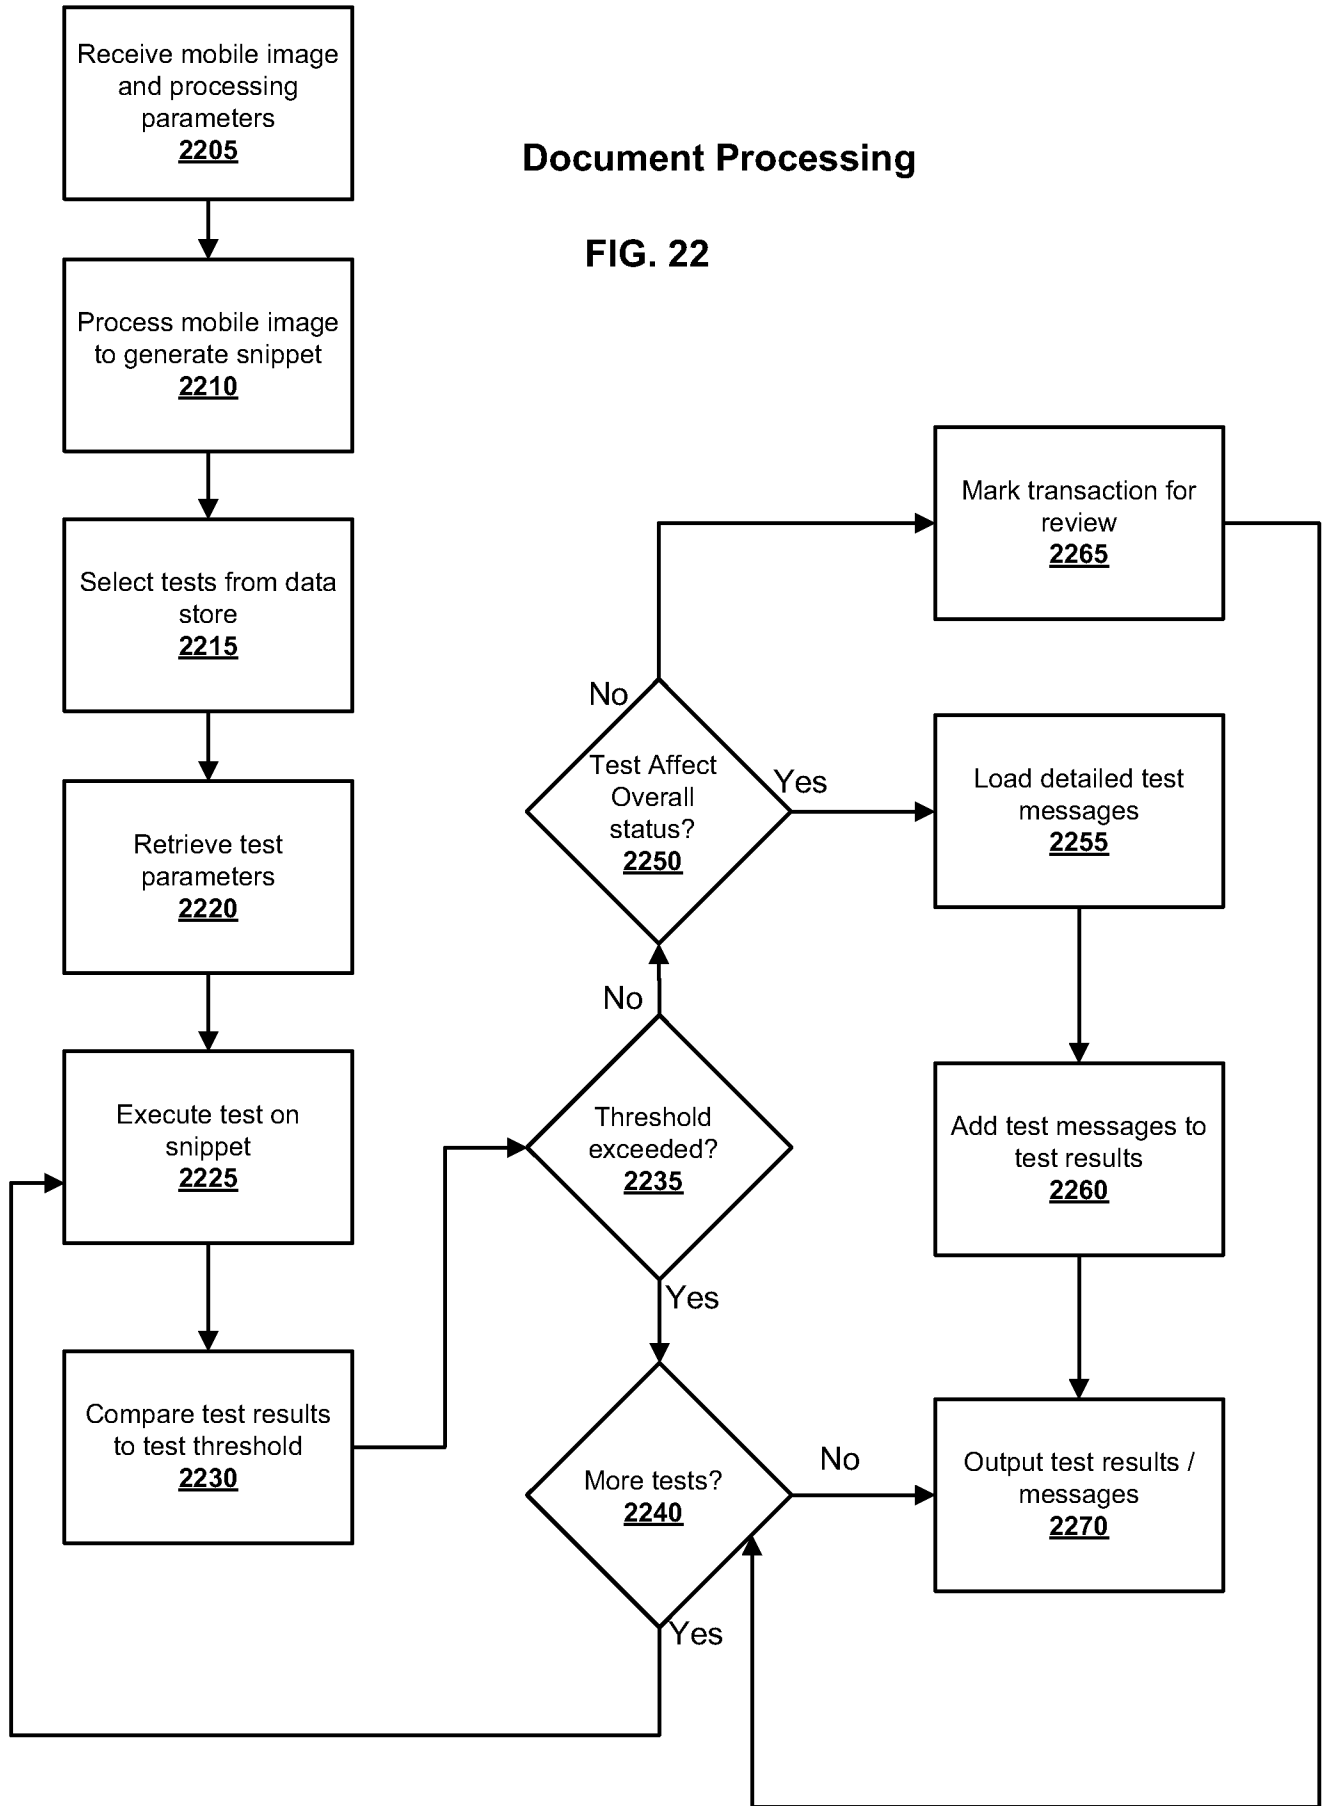 Receive mobile image
and processing
parameters
2205
Document Processing
FIG. 22
Process mobile image
to generate snippet
2210
Select tests from data
store
2215
Retrieve test
parameters
2220
Execute test on
snippet
2225
Compare test results
to test threshold
2230
Threshold
exceeded?
2235
No
Yes
More tests?
2240
No
Yes
Test Affect
Overall
status?
2250
No
Yes
Mark transaction for
review
2265
Load detailed test
messages
2255
Add test messages to
test results
2260
Output test results /
messages
2270